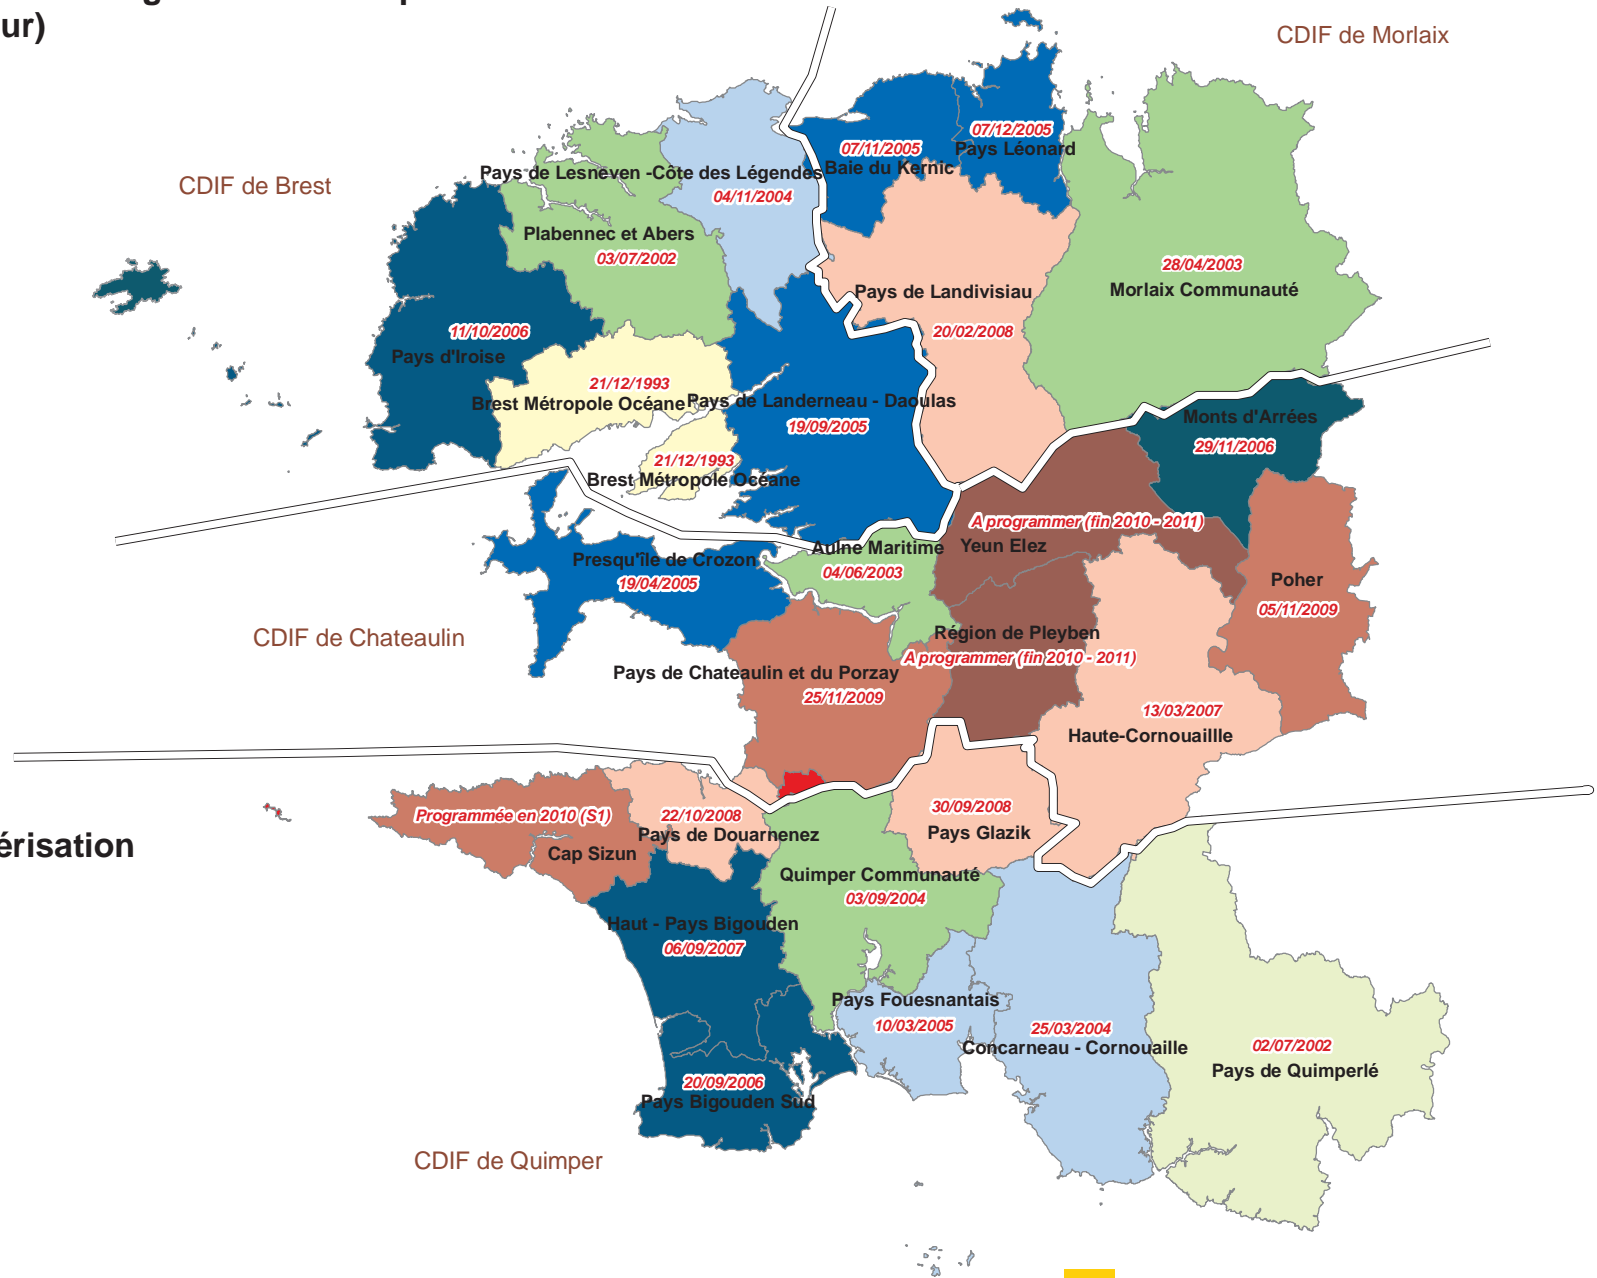 ur)
CDIF de Morlaix
07/12/2005
Pays Léonard
07/11/2005
Baie du Kernic
Pays de Lesneven -Côte des Légendes
04/11/2004
CDIF de Brest
Plabennec et Abers
03/07/2002
28/04/2003
Morlaix Communauté
Pays de Landivisiau
20/02/2008
11/10/2006
Pays d'Iroise
21/12/1993
Brest Métropole Océane
Pays de Landerneau - Daoulas
19/09/2005
Monts d'Arrées
29/11/2006
21/12/1993
Brest Métropole Océane
A programmer (fin 2010 - 2011)
Yeun Elez
Aulne Maritime
04/06/2003
Presqu'île de Crozon
19/04/2005
Poher
05/11/2009
CDIF de Chateaulin
Région de Pleyben
A programmer (fin 2010 - 2011)
Pays de Chateaulin et du Porzay
25/11/2009
13/03/2007
Haute-Cornouaillle
Programmée en 2010 (S1)
Cap Sizun
22/10/2008
Pays de Douarnenez
30/09/2008
Pays Glazik
érisation
Quimper Communauté
03/09/2004
Haut - Pays Bigouden
06/09/2007
Pays Fouesnantais
10/03/2005
25/03/2004
Concarneau - Cornouaille
02/07/2002
Pays de Quimperlé
20/09/2006
Pays Bigouden Sud
CDIF de Quimper